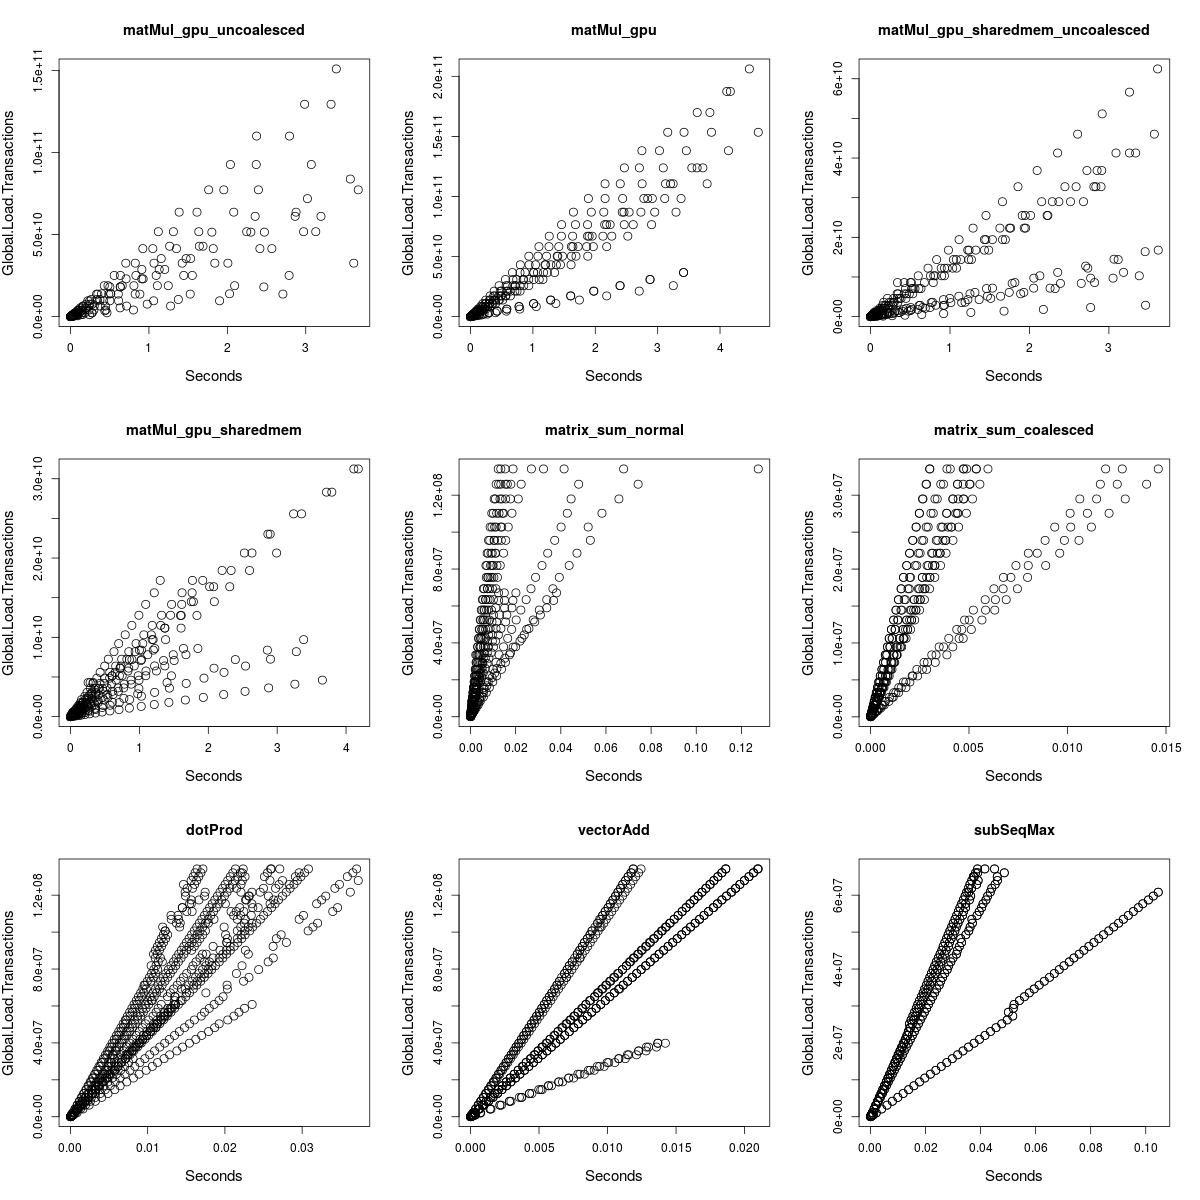 matMul_gpu_uncoalesced
Global.Load.Transactions
0.0e+00 5.0e+10 1.0e+11 1.5e+11
0 1 2 3
Seconds
matMul_gpu
Global.Load.Transactions
0.0e+00 5.0e+10 1.0e+11 1.5e+11 2.0e+11
0 1 2 3 4
Seconds
matMul_gpu_sharedmem_uncoalesced
Global.Load.Transactions
0e+00 2e+10 4e+10 6e+10
0 1 2 3
Seconds
matMul_gpu_sharedmem
Global.Load.Transactions
0.0e+00 1.0e+10 2.0e+10 3.0e+10
0 1 2 3 4
Seconds
matrix_sum_normal
Global.Load.Transactions
0.0e+00 4.0e+07 8.0e+07 1.2e+08
0.00 0.02 0.04 0.06 0.08 0.10 0.12
Seconds
matrix_sum_coalesced
Global.Load.Transactions
0.0e+00 1.0e+07 2.0e+07 3.0e+07
0.000 0.005 0.010 0.015
Seconds
dotProd
Global.Load.Transactions
0.0e+00 4.0e+07 8.0e+07 1.2e+08
0.00 0.01 0.02 0.03
Seconds
vectorAdd
Global.Load.Transactions
0.0e+00 4.0e+07 8.0e+07 1.2e+08
0.000 0.005 0.010 0.015 0.020
Seconds
subSeqMax
Global.Load.Transactions
0e+00 2e+07 4e+07 6e+07
0.00 0.02 0.04 0.06 0.08 0.10
Seconds